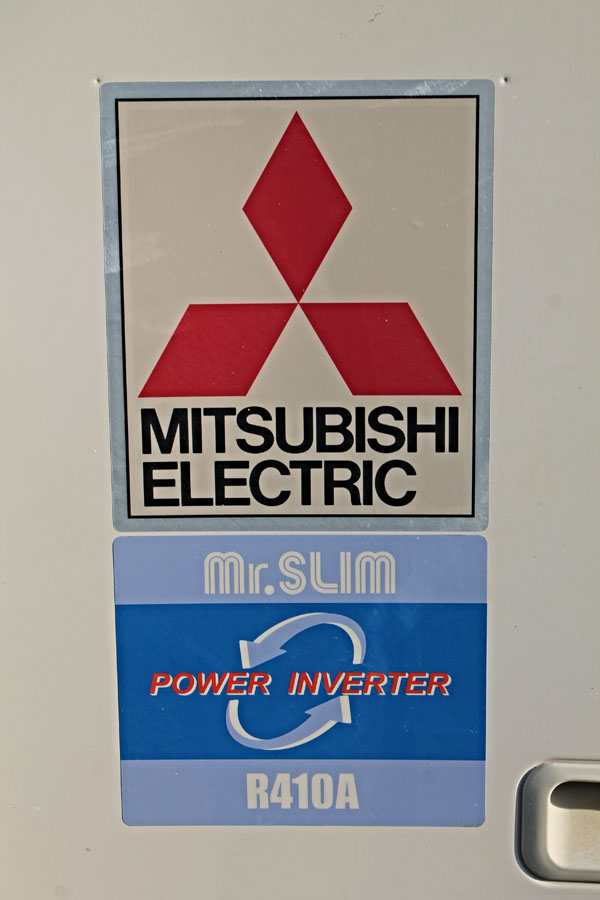 MITSUBISHI
ELECTRIC
Mr.SLIM
POWER INVERTER
R410A